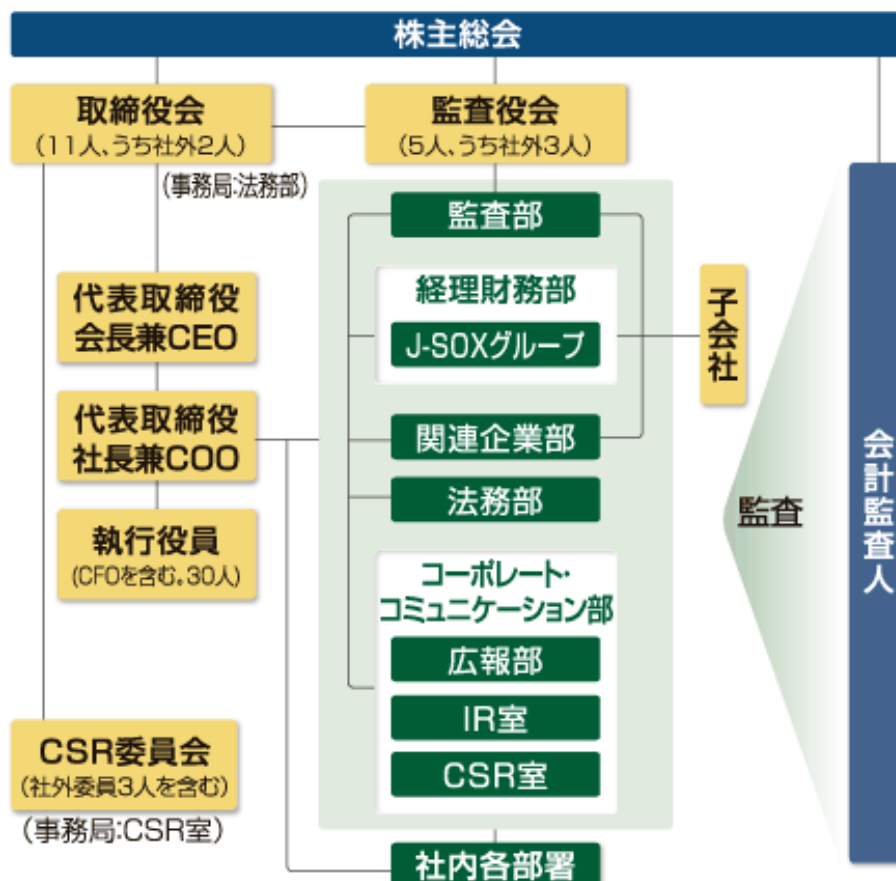 株主総会
取締役会
(11人、うち社外2人)
監査役会
(5人、うち社外3人)
(事務局:法務部)
監査部
経理財務部
J-SOXグループ
子会社
代表取締役
会長兼CEO
代表取締役
社長兼COO
関連企業部
法務部
執行役員
(CFOを含む。30人)
監査
会計監査人
コーポレート・
コミュニケーション部
広報部
IR室
CSR室
CSR委員会
(社外委員3人を含む)
(事務局:CSR室)
社内各部署